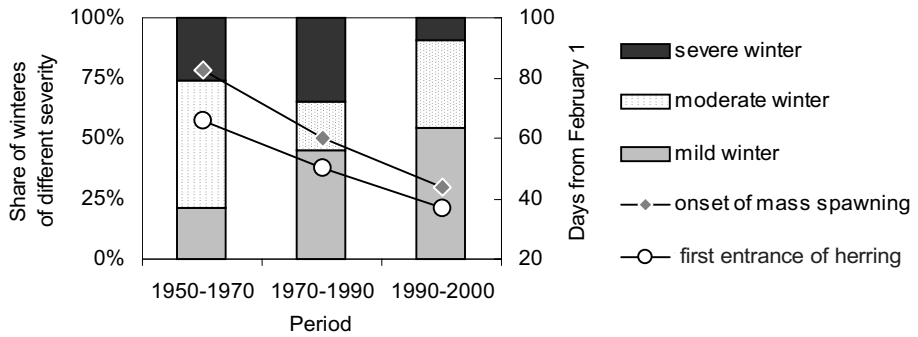 100%
75%
50%
25%
0%
Share of winteres
of different severity
1950-1970 1970-1990 1990-2000
Period
100
80
60
40
20
Days from February 1
severe winter
moderate winter
mild winter
onset of mass spawning
first entrance of herring